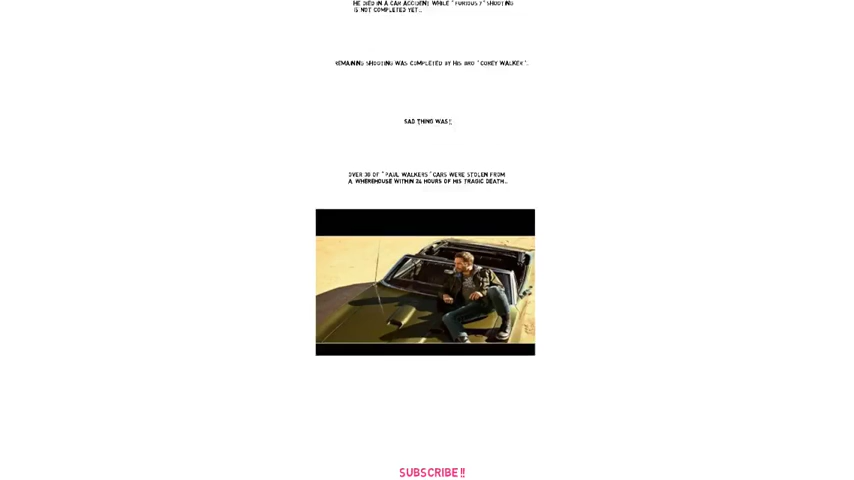 HE DIED IN A CAR ACCIDENT WHILE "FURIOUS 7" SHOOTING
IS NOT COMPLETED YET..
REMAINING SHOOTING WAS COMPLETED BY HIS BRO "COREY WALKER"..
SAD THING WAS!!
OVER 30 OF "PAUL WALKERS" CARS WERE STOLEN FROM
A WHEREHOUSE WITHIN 24 HOURS OF HIS TRAGIC DEATH..
SUBSCRIBE!!